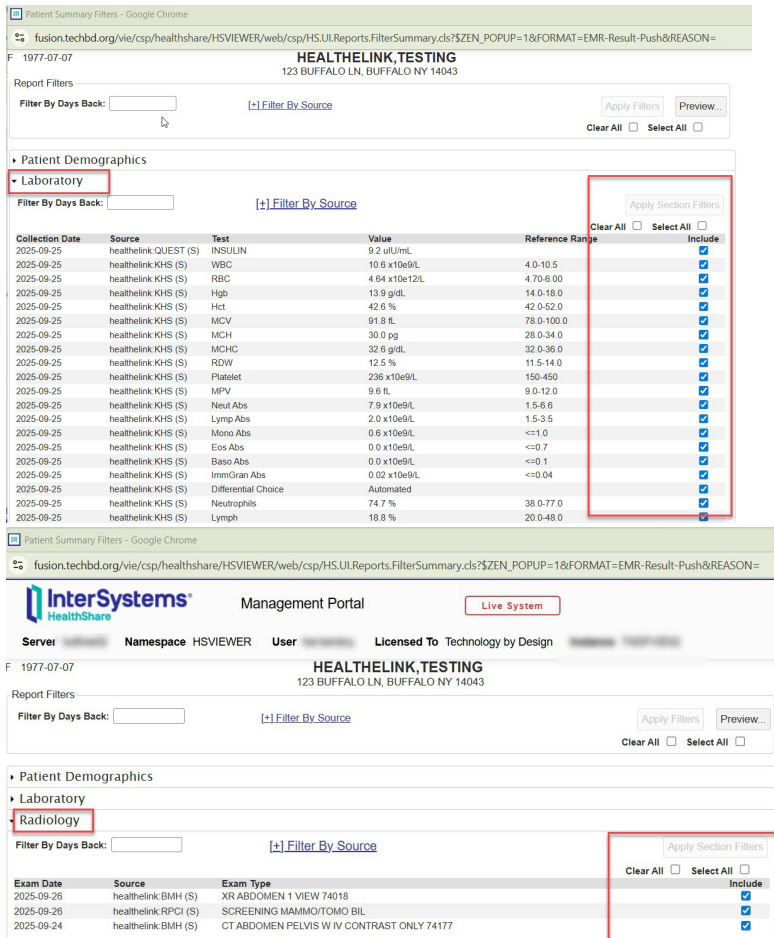 Patient Summary Filters - Google Chrome
fusion.techbd.org/vie/csp/healthshare/HSVIEWER/web/csp/HS.UI.Reports.FilterSummary.cls?$ZEN_POPUP=1&FORMAT=EMR-Result-Push&REASON=
F 1977-07-07 HEALTHELINK,TESTING
123 BUFFALO LN, BUFFALO NY 14043
Report Filters
Filter By Days Back: [+] Filter By Source Apply Filters Preview...
Clear All Select All
Patient Demographics
Laboratory
Filter By Days Back: [+] Filter By Source Apply Section Filters
Clear All Select All
Collection Date Source Test Value Reference Range Include
2025-09-25 healthelink:QUEST (S) INSULIN 9.2 uIU/mL
2025-09-25 healthelink:KHS (S) WBC 10.6 x10e9/L 4.0-10.5
2025-09-25 healthelink:KHS (S) RBC 4.64 x10e12/L 4.70-6.00
2025-09-25 healthelink:KHS (S) Hgb 13.9 g/dL 14.0-18.0
2025-09-25 healthelink:KHS (S) Hct 42.6 % 42.0-52.0
2025-09-25 healthelink:KHS (S) MCV 91.8 fL 78.0-100.0
2025-09-25 healthelink:KHS (S) MCH 30.0 pg 28.0-34.0
2025-09-25 healthelink:KHS (S) MCHC 32.6 g/dL 32.0-36.0
2025-09-25 healthelink:KHS (S) RDW 12.5 % 11.5-14.0
2025-09-25 healthelink:KHS (S) Platelet 236 x10e9/L 150-450
2025-09-25 healthelink:KHS (S) MPV 9.6 fL 9.0-12.0
2025-09-25 healthelink:KHS (S) Neut Abs 7.9 x10e9/L 1.5-6.6
2025-09-25 healthelink:KHS (S) Lymp Abs 2.0 x10e9/L 1.5-3.5
2025-09-25 healthelink:KHS (S) Mono Abs 0.6 x10e9/L <=1.0
2025-09-25 healthelink:KHS (S) Eos Abs 0.0 x10e9/L <=0.7
2025-09-25 healthelink:KHS (S) Baso Abs 0.0 x10e9/L <=0.1
2025-09-25 healthelink:KHS (S) ImmGran Abs 0.02 x10e9/L <=0.04
2025-09-25 healthelink:KHS (S) Differential Choice Automated
2025-09-25 healthelink:KHS (S) Neutrophils 74.7 % 38.0-77.0
2025-09-25 healthelink:KHS (S) Lymph 18.8 % 20.0-48.0
Patient Summary Filters - Google Chrome
fusion.techbd.org/vie/csp/healthshare/HSVIEWER/web/csp/HS.UI.Reports.FilterSummary.cls?$ZEN_POPUP=1&FORMAT=EMR-Result-Push&REASON=
InterSystems Management Portal Live System
HealthShare
Server Namespace HSVIEWER User Licensed To Technology by Design
F 1977-07-07 HEALTHELINK,TESTING
123 BUFFALO LN, BUFFALO NY 14043
Report Filters
Filter By Days Back: [+] Filter By Source Apply Filters Preview...
Clear All Select All
Patient Demographics
Laboratory
Radiology
Filter By Days Back: [+] Filter By Source Apply Section Filters
Clear All Select All
Exam Date Source Exam Type Include
2025-09-26 healthelink:BMH (S) XR ABDOMEN 1 VIEW 74018
2025-09-26 healthelink:RPCI (S) SCREENING MAMMO/TOMO BIL
2025-09-24 healthelink:BMH (S) CT ABDOMEN PELVIS W IV CONTRAST ONLY 74177